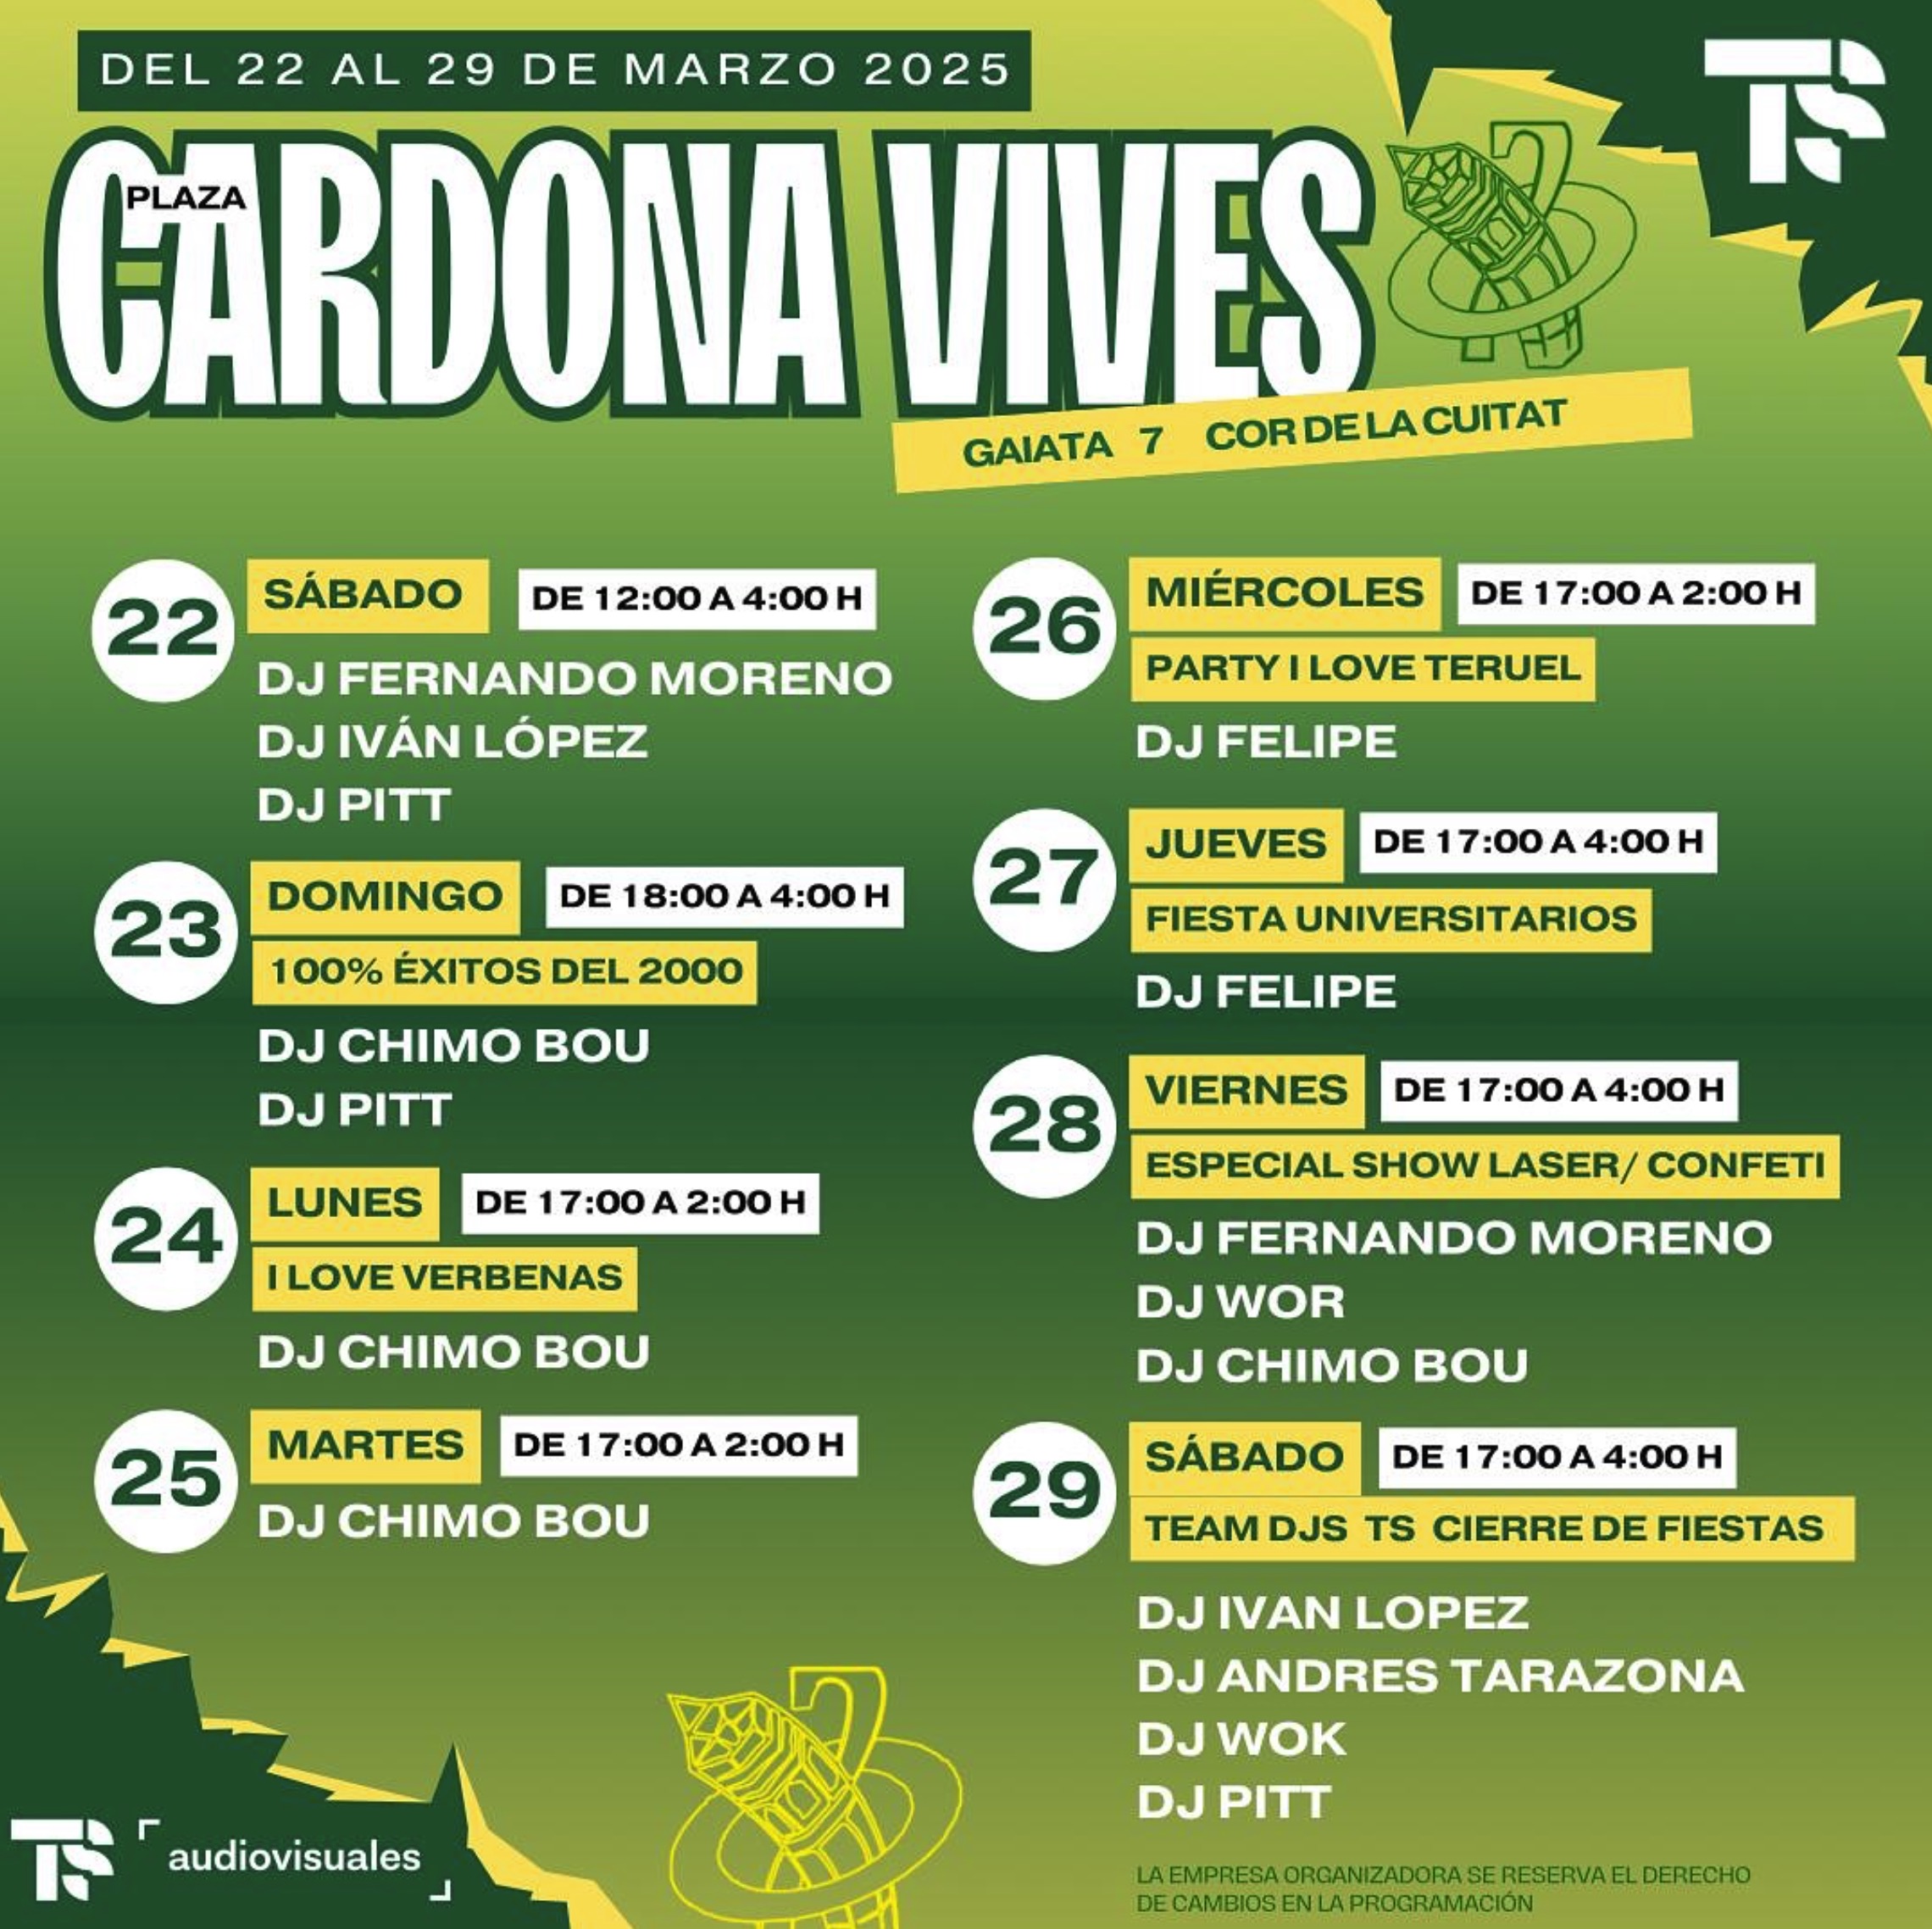 DEL 22 AL 29 DE MARZO 2025
PLAZA
CARDONA VIVES
GAIATA 7 COR DE LA CUITAT
TS
22 SÁBADO DE 12:00 A 4:00 H
DJ FERNANDO MORENO
DJ IVÁN LÓPEZ
DJ PITT
23 DOMINGO DE 18:00 A 4:00 H
100% ÉXITOS DEL 2000
DJ CHIMO BOU
DJ PITT
24 LUNES DE 17:00 A 2:00 H
I LOVE VERBENAS
DJ CHIMO BOU
25 MARTES DE 17:00 A 2:00 H
DJ CHIMO BOU
26 MIÉRCOLES DE 17:00 A 2:00 H
PARTY I LOVE TERUEL
DJ FELIPE
27 JUEVES DE 17:00 A 4:00 H
FIESTA UNIVERSITARIOS
DJ FELIPE
28 VIERNES DE 17:00 A 4:00 H
ESPECIAL SHOW LASER/ CONFETI
DJ FERNANDO MORENO
DJ WOR
DJ CHIMO BOU
29 SÁBADO DE 17:00 A 4:00 H
TEAM DJS TS CIERRE DE FIESTAS
DJ IVAN LOPEZ
DJ ANDRES TARAZONA
DJ WOK
DJ PITT
TS audiovisuales
LA EMPRESA ORGANIZADORA SE RESERVA EL DERECHO
DE CAMBIOS EN LA PROGRAMACIÓN